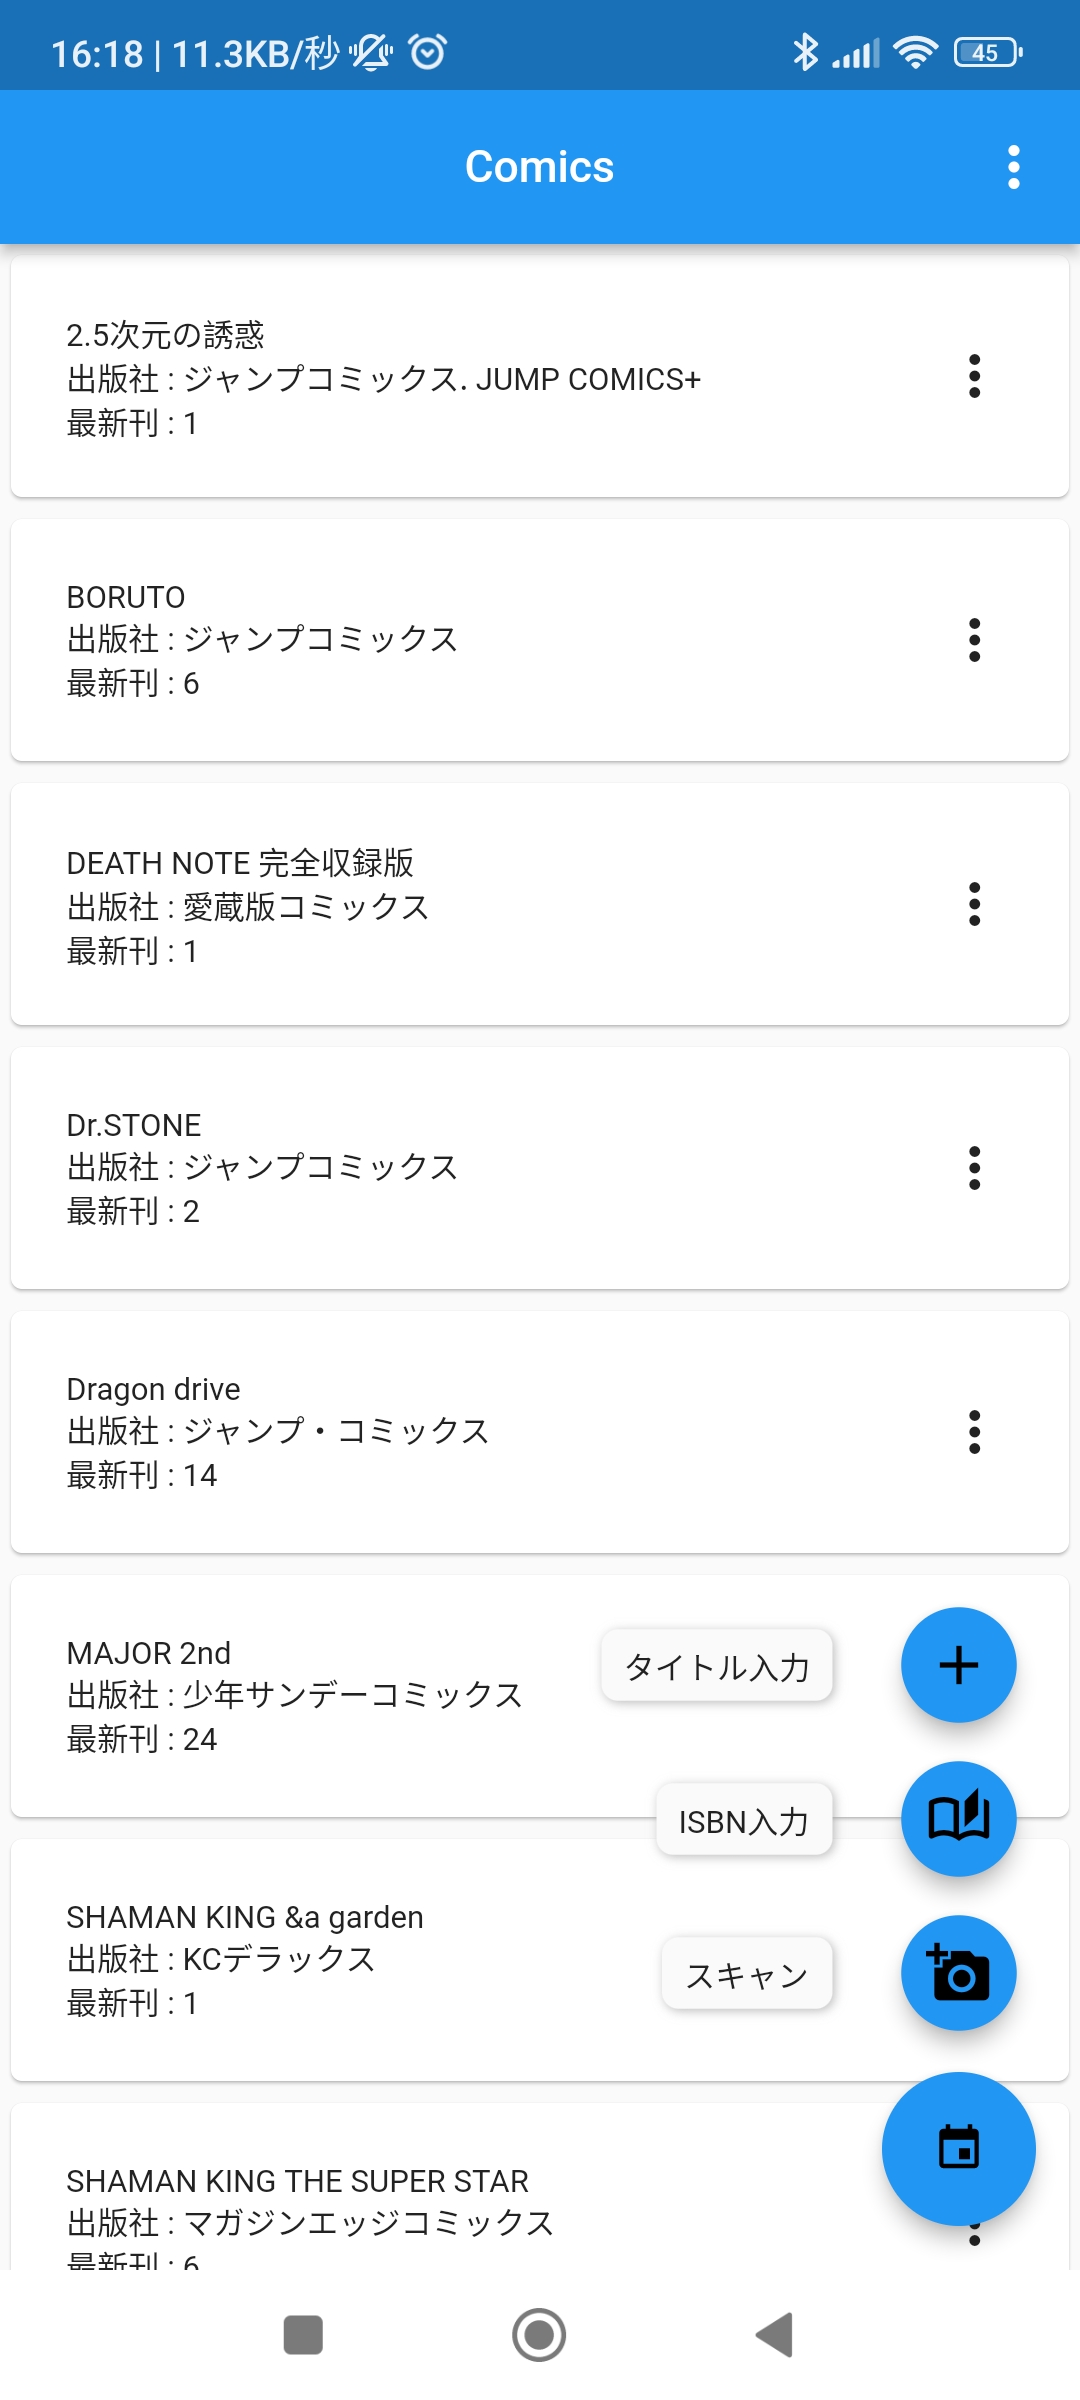 16:18 | 11.3KB/秒
45
Comics
2.5次元の誘惑
出版社 : ジャンプコミックス. JUMP COMICS+
最新刊 : 1
BORUTO
出版社 : ジャンプコミックス
最新刊 : 6
DEATH NOTE 完全収録版
出版社 : 愛蔵版コミックス
最新刊 : 1
Dr.STONE
出版社 : ジャンプコミックス
最新刊 : 2
Dragon drive
出版社 : ジャンプ・コミックス
最新刊 : 14
MAJOR 2nd
出版社 : 少年サンデーコミックス
最新刊 : 24
タイトル入力
ISBN入力
SHAMAN KING &a garden
出版社 : KCデラックス
最新刊 : 1
スキャン
SHAMAN KING THE SUPER STAR
出版社 : マガジンエッジコミックス
最新刊 : 6